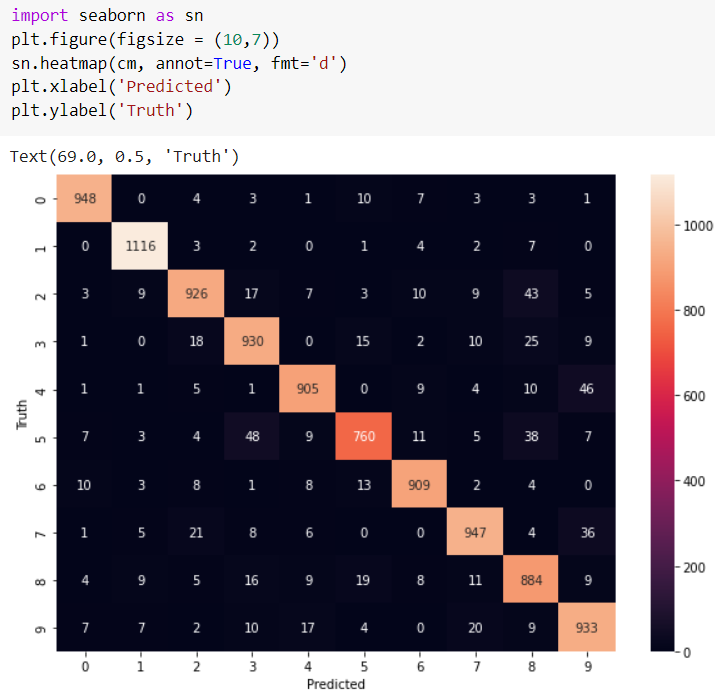 import seaborn as sn
plt.figure(figsize = (10,7))
sn.heatmap(cm, annot=True, fmt='d')
plt.xlabel('Predicted')
plt.ylabel('Truth')
Text(69.0, 0.5, 'Truth')
0 948 0 4 3 1 10 7 3 3 1
1 0 1116 3 2 0 1 4 2 7 0
2 3 9 926 17 7 3 10 9 43 5
3 1 0 18 930 0 15 2 10 25 9
4 1 1 5 1 905 0 9 4 10 46
5 7 3 4 48 9 760 11 5 38 7
6 10 3 8 1 8 13 909 2 4 0
7 1 5 21 8 6 0 0 947 4 36
8 4 9 5 16 9 19 8 11 884 9
9 7 7 2 10 17 4 0 20 9 933
0 1 2 3 4 5 6 7 8 9
Predicted
Truth
1000
800
600
400
200
0